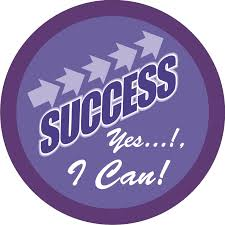 SUCCESS
Yes...!,
I Can!